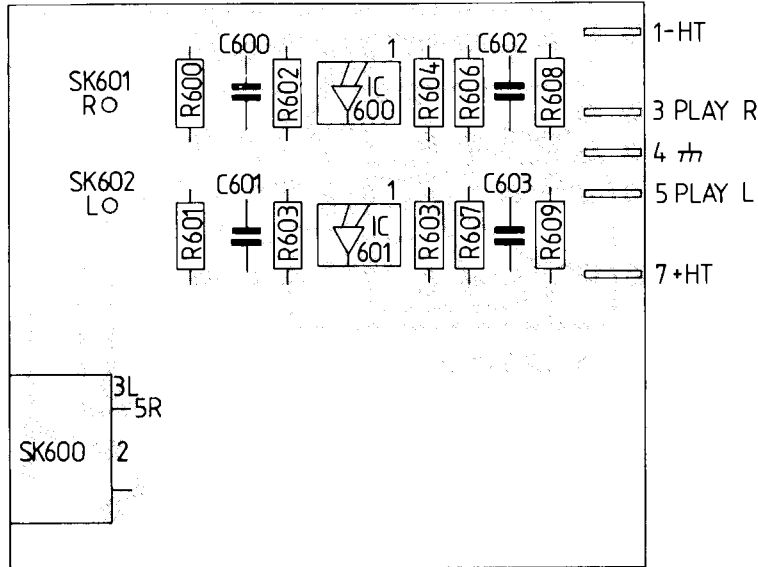 1-HT
C600
1
C602
SK601
R
R600
R602
IC
600
R604
R606
R608
3 PLAY R
4
SK602
L
C601
1
C603
5 PLAY L
R601
R603
IC
601
R603
R607
R609
7+HT
3L
5R
SK600
2